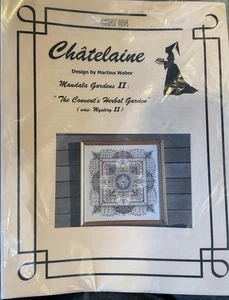 Châtelaine
Design by Martina Weber
Mandala Gardens II:
"The Convent's Herbal Garden"
(was: Mystery II)